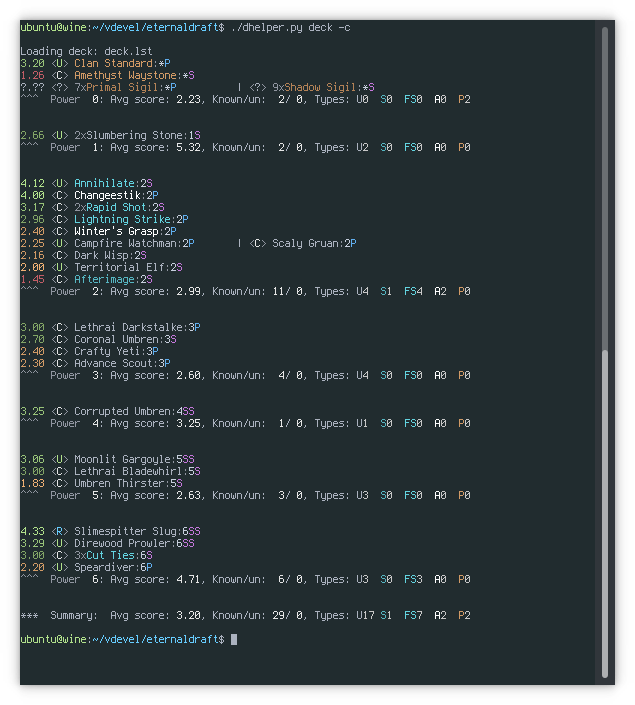 ubuntu@wine:~/vdevel/eternaldraft$ ./dhelper.py deck -c
Loading deck: deck.lst
3.20 <U> Clan Standard:*P
1.26 <C> Amethyst Waystone:*S
?.?? <?> 7xPrimal Sigil:*P | <?> 9xShadow Sigil:*S
^^^ Power 0: Avg score: 2.23, Known/un: 2/ 0, Types: U0 S0 FS0 A0 P2
2.66 <U> 2xSlumbering Stone:1S
^^^ Power 1: Avg score: 5.32, Known/un: 2/ 0, Types: U2 S0 FS0 A0 P0
4.12 <U> Annihilate:2S
4.00 <C> Changeestik:2P
3.17 <C> 2xRapid Shot:2S
2.96 <C> Lightning Strike:2P
2.40 <C> Winter's Grasp:2P
2.25 <U> Campfire Watchman:2P | <C> Scaly Gruan:2P
2.16 <C> Dark Wisp:2S
2.00 <U> Territorial Elf:2S
1.45 <C> Afterimage:2S
^^^ Power 2: Avg score: 2.99, Known/un: 11/ 0, Types: U4 S1 FS4 A2 P0
3.00 <C> Lethrai Darkstalke:3P
2.70 <C> Coronal Umbren:3S
2.40 <C> Crafty Yeti:3P
2.30 <C> Advance Scout:3P
^^^ Power 3: Avg score: 2.60, Known/un: 4/ 0, Types: U4 S0 FS0 A0 P0
3.25 <C> Corrupted Umbren:4SS
^^^ Power 4: Avg score: 3.25, Known/un: 1/ 0, Types: U1 S0 FS0 A0 P0
3.06 <U> Moonlit Gargoyle:5SS
3.00 <C> Lethrai Bladewhirl:5S
1.83 <C> Umbren Thirster:5S
^^^ Power 5: Avg score: 2.63, Known/un: 3/ 0, Types: U3 S0 FS0 A0 P0
4.33 <R> Slimespitter Slug:6SS
3.29 <U> Direwood Prowler:6SS
3.00 <C> 3xCut Ties:6S
2.20 <U> Speardiver:6P
^^^ Power 6: Avg score: 4.71, Known/un: 6/ 0, Types: U3 S0 FS3 A0 P0
*** Summary: Avg score: 3.20, Known/un: 29/ 0, Types: U17 S1 FS7 A2 P2
ubuntu@wine:~/vdevel/eternaldraft$